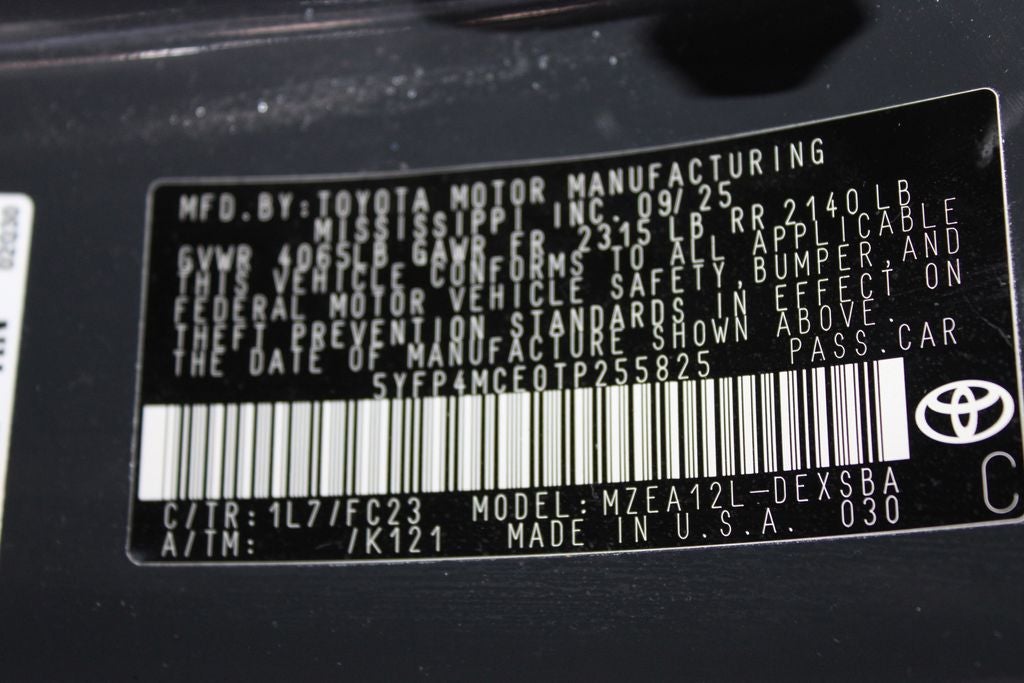 02030
MFD.BY:TOYOTA MOTOR MANUFACTURING
MISSISSIPPI INC. 09/25
GVWR 4065LB GAWR FR 2315 LB RR 2140LB
THIS VEHICLE CONFORMS TO ALL APPLICABLE
FEDERAL MOTOR VEHICLE SAFETY,BUMPER,AND
THEFT PREVENTION STANDARDS IN EFFECT ON
THE DATE OF MANUFACTURE SHOWN ABOVE.
PASS.CAR
5YFP4MCE0TP255825
C/TR:1L7/FC23 MODEL:MZEA12L-DEXSBA
A/TM: /K121 MADE IN U.S.A. 030
C